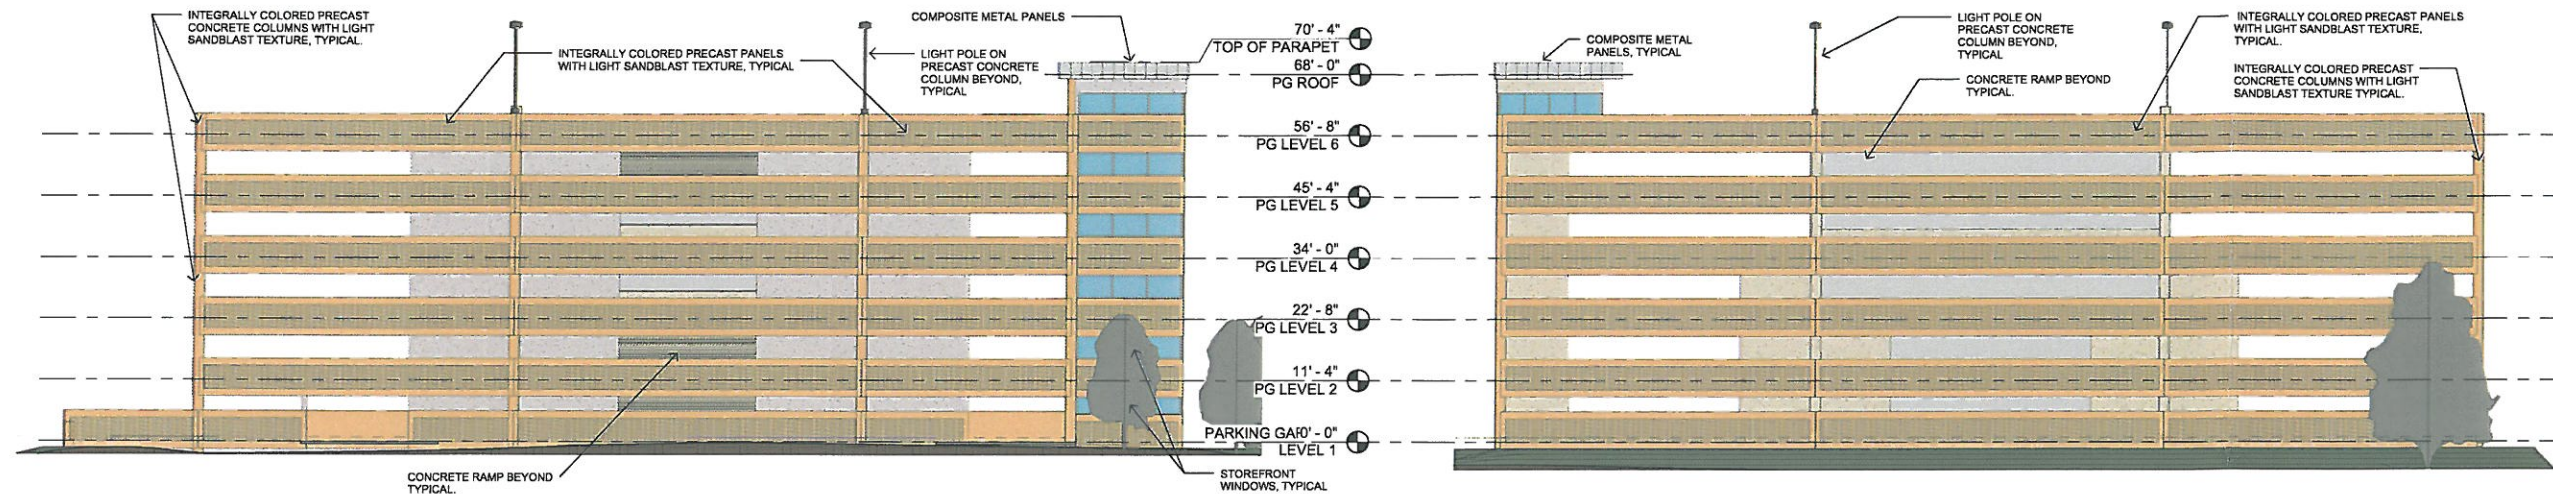 INTEGRALLY COLORED PRECAST
CONCRETE COLUMNS WITH LIGHT
SANDBLAST TEXTURE, TYPICAL.
INTEGRALLY COLORED PRECAST PANELS
WITH LIGHT SANDBLAST TEXTURE, TYPICAL
LIGHT POLE ON
PRECAST CONCRETE
COLUMN BEYOND,
TYPICAL
COMPOSITE METAL PANELS
70' - 4"
TOP OF PARAPET
68' - 0"
PG ROOF
56' - 8"
PG LEVEL 6
45' - 4"
PG LEVEL 5
34' - 0"
PG LEVEL 4
22' - 8"
PG LEVEL 3
11' - 4"
PG LEVEL 2
PARKING GAR0' - 0"
LEVEL 1
CONCRETE RAMP BEYOND
TYPICAL.
STOREFRONT
WINDOWS, TYPICAL
COMPOSITE METAL
PANELS, TYPICAL
LIGHT POLE ON
PRECAST CONCRETE
COLUMN BEYOND,
TYPICAL
CONCRETE RAMP BEYOND
TYPICAL.
INTEGRALLY COLORED PRECAST PANELS
WITH LIGHT SANDBLAST TEXTURE,
TYPICAL.
INTEGRALLY COLORED PRECAST
CONCRETE COLUMNS WITH LIGHT
SANDBLAST TEXTURE TYPICAL.